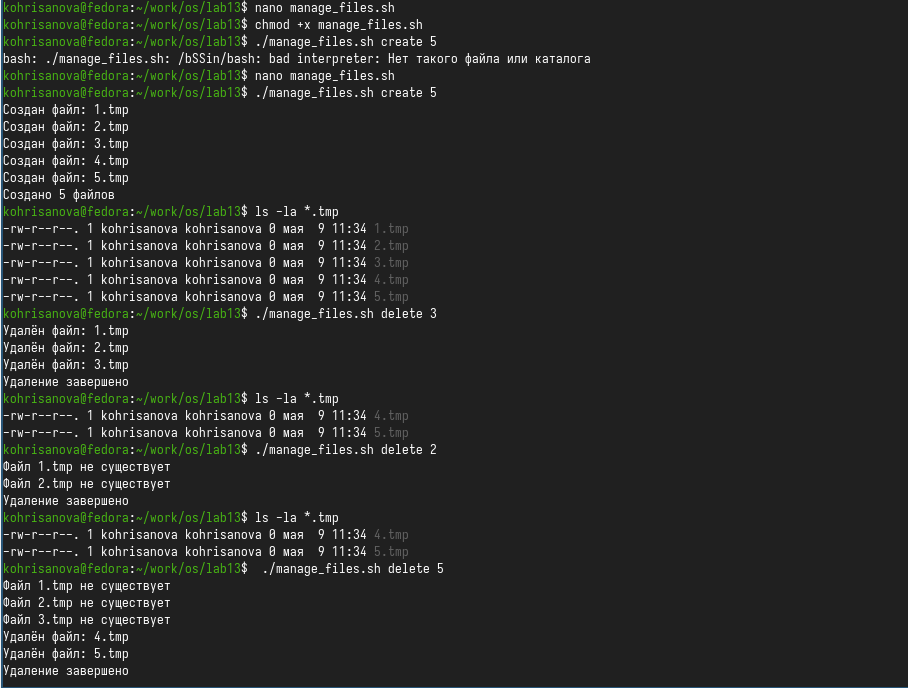 kohrisanova@fedora:~/work/os/lab13$ nano manage_files.sh
kohrisanova@fedora:~/work/os/lab13$ chmod +x manage_files.sh
kohrisanova@fedora:~/work/os/lab13$ ./manage_files.sh create 5
bash: ./manage_files.sh: /bSSin/bash: bad interpreter: Нет такого файла или каталога
kohrisanova@fedora:~/work/os/lab13$ nano manage_files.sh
kohrisanova@fedora:~/work/os/lab13$ ./manage_files.sh create 5
Создан файл: 1.tmp
Создан файл: 2.tmp
Создан файл: 3.tmp
Создан файл: 4.tmp
Создан файл: 5.tmp
Создано 5 файлов
kohrisanova@fedora:~/work/os/lab13$ ls -la *.tmp
-rw-r--r--. 1 kohrisanova kohrisanova 0 мая  9 11:34 1.tmp
-rw-r--r--. 1 kohrisanova kohrisanova 0 мая  9 11:34 2.tmp
-rw-r--r--. 1 kohrisanova kohrisanova 0 мая  9 11:34 3.tmp
-rw-r--r--. 1 kohrisanova kohrisanova 0 мая  9 11:34 4.tmp
-rw-r--r--. 1 kohrisanova kohrisanova 0 мая  9 11:34 5.tmp
kohrisanova@fedora:~/work/os/lab13$ ./manage_files.sh delete 3
Удалён файл: 1.tmp
Удалён файл: 2.tmp
Удалён файл: 3.tmp
Удаление завершено
kohrisanova@fedora:~/work/os/lab13$ ls -la *.tmp
-rw-r--r--. 1 kohrisanova kohrisanova 0 мая  9 11:34 4.tmp
-rw-r--r--. 1 kohrisanova kohrisanova 0 мая  9 11:34 5.tmp
kohrisanova@fedora:~/work/os/lab13$ ./manage_files.sh delete 2
Файл 1.tmp не существует
Файл 2.tmp не существует
Удаление завершено
kohrisanova@fedora:~/work/os/lab13$ ls -la *.tmp
-rw-r--r--. 1 kohrisanova kohrisanova 0 мая  9 11:34 4.tmp
-rw-r--r--. 1 kohrisanova kohrisanova 0 мая  9 11:34 5.tmp
kohrisanova@fedora:~/work/os/lab13$  ./manage_files.sh delete 5
Файл 1.tmp не существует
Файл 2.tmp не существует
Файл 3.tmp не существует
Удалён файл: 4.tmp
Удалён файл: 5.tmp
Удаление завершено